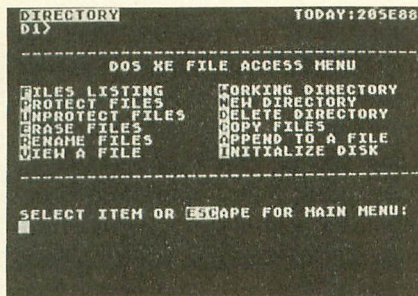 DIRECTORY TODAY:20SE88
D1>
DOS XE FILE ACCESS MENU
FILES LISTING WORKING DIRECTORY
PROTECT FILES NEW DIRECTORY
UNPROTECT FILES DELETE DIRECTORY
ERASE FILES COPY FILES
RENAME FILES APPEND TO A FILE
VIEW A FILE INITIALIZE DISK
SELECT ITEM OR ESCAPE FOR MAIN MENU: